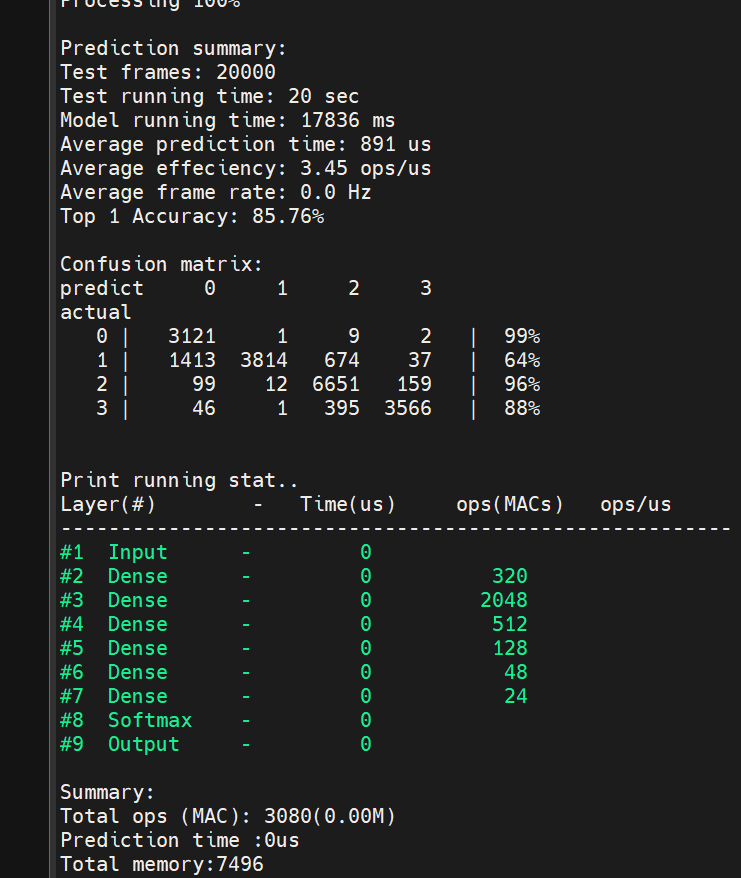 Processing 100%
Prediction summary:
Test frames: 20000
Test running time: 20 sec
Model running time: 17836 ms
Average prediction time: 891 us
Average effeciency: 3.45 ops/us
Average frame rate: 0.0 Hz
Top 1 Accuracy: 85.76%
Confusion matrix:
predict     0     1     2     3
actual
   0 |   3121     1     9     2   |  99%
   1 |   1413  3814   674    37   |  64%
   2 |     99    12  6651   159   |  96%
   3 |     46     1   395  3566   |  88%
Print running stat..
Layer(#)        -   Time(us)     ops(MACs)   ops/us
--------------------------------------------------------
#1  Input      -         0
#2  Dense      -         0          320
#3  Dense      -         0         2048
#4  Dense      -         0          512
#5  Dense      -         0          128
#6  Dense      -         0           48
#7  Dense      -         0           24
#8  Softmax    -         0
#9  Output     -         0
Summary:
Total ops (MAC): 3080(0.00M)
Prediction time :0us
Total memory:7496